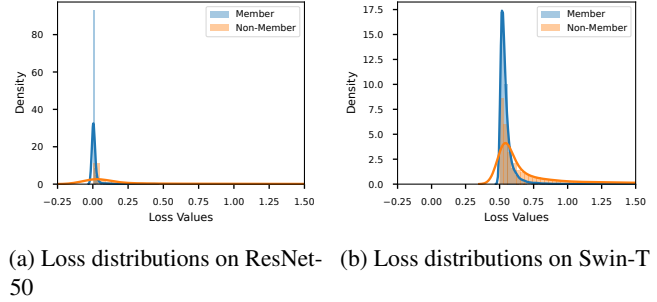 Member
Non-Member
Density
80
60
40
20
0
−0.25 0.00 0.25 0.50 0.75 1.00 1.25 1.50
Loss Values
Member
Non-Member
Density
17.5
15.0
12.5
10.0
7.5
5.0
2.5
0.0
−0.25 0.00 0.25 0.50 0.75 1.00 1.25 1.50
Loss Values
(a) Loss distributions on ResNet-
50
(b) Loss distributions on Swin-T